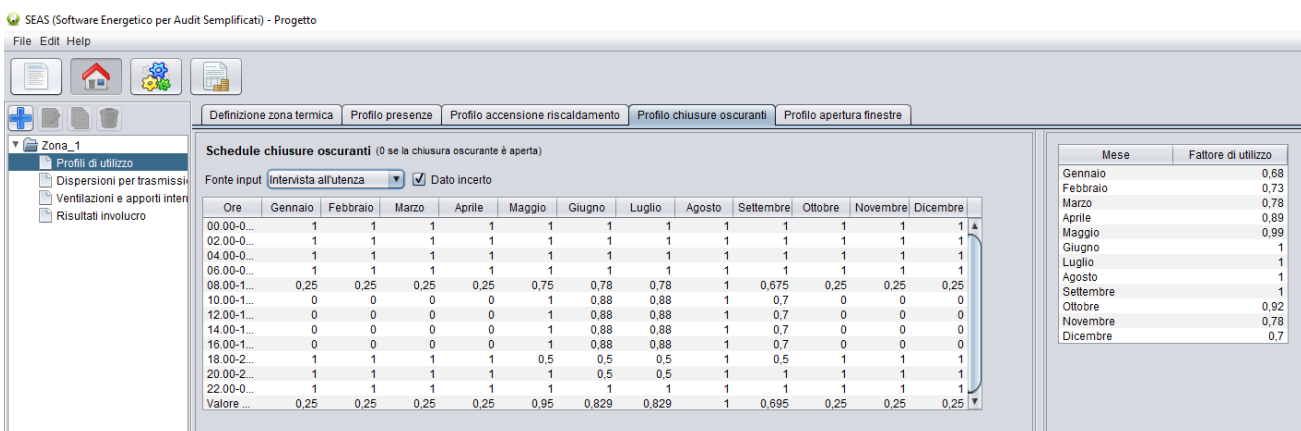 SEAS (Software Energetico per Audit Semplificati) - Progetto
File Edit Help
Definizione zona termica Profilo presenze Profilo accensione riscaldamento Profilo chiusure oscuranti Profilo apertura finestre
Zona_1
Profili di utilizzo
Dispersioni per trasmissi
Ventilazioni e apporti intern
Risultati involucro
Schedule chiusure oscuranti (0 se la chiusura oscurante è aperta)
Fonte input Intervista all'utenza Dato incerto
Ore Gennaio Febbraio Marzo Aprile Maggio Giugno Luglio Agosto Settembre Ottobre Novembre Dicembre
00.00-0... 1 1 1 1 1 1 1 1 1 1 1 1
02.00-0... 1 1 1 1 1 1 1 1 1 1 1 1
04.00-0... 1 1 1 1 1 1 1 1 1 1 1 1
06.00-0... 1 1 1 1 1 1 1 1 1 1 1 1
08.00-1... 0,25 0,25 0,25 0,25 0,75 0,78 0,78 1 0,675 0,25 0,25 0,25
10.00-1... 0 0 0 0 1 0,88 0,88 1 0,7 0 0 0
12.00-1... 0 0 0 0 1 0,88 0,88 1 0,7 0 0 0
14.00-1... 0 0 0 0 1 0,88 0,88 1 0,7 0 0 0
16.00-1... 0 0 0 0 1 0,88 0,88 1 0,7 0 0 0
18.00-2... 1 1 1 1 0,5 0,5 0,5 1 0,5 1 1 1
20.00-2... 1 1 1 1 1 0,5 0,5 1 1 1 1 1
22.00-0... 1 1 1 1 1 1 1 1 1 1 1 1
Valore ... 0,25 0,25 0,25 0,25 0,95 0,829 0,829 1 0,695 0,25 0,25 0,25
Mese Fattore di utilizzo
Gennaio 0,68
Febbraio 0,73
Marzo 0,78
Aprile 0,89
Maggio 0,99
Giugno 1
Luglio 1
Agosto 1
Settembre 1
Ottobre 0,92
Novembre 0,78
Dicembre 0,7